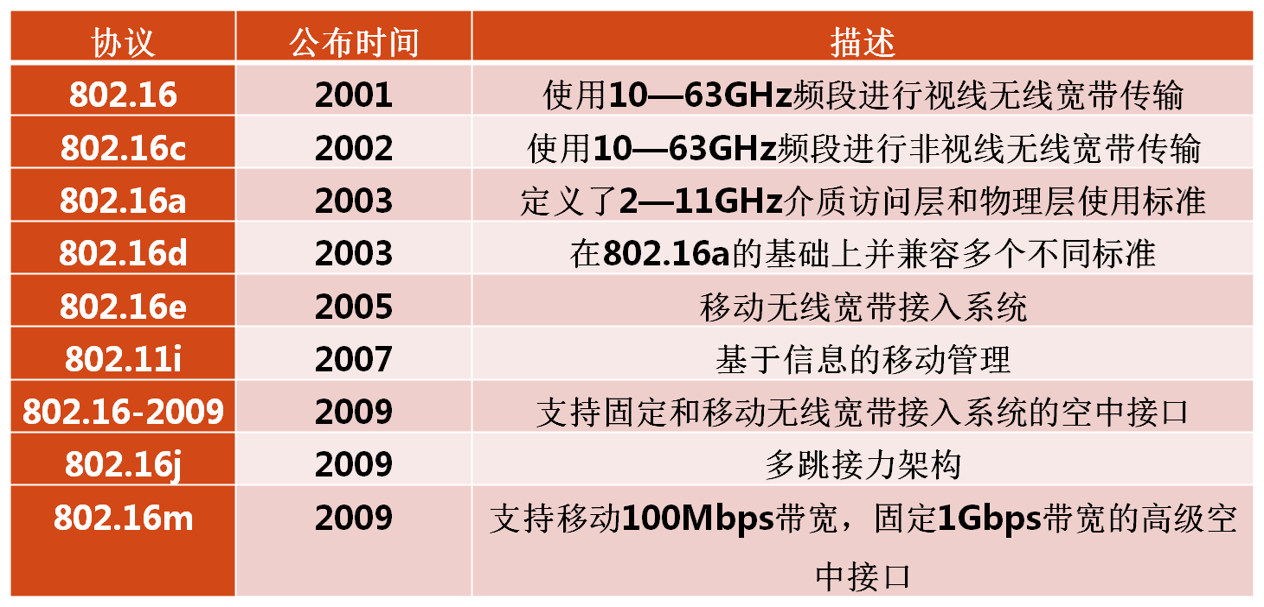 协议 公布时间 描述
802.16 2001 使用10—63GHz频段进行视线无线宽带传输
802.16c 2002 使用10—63GHz频段进行非视线无线宽带传输
802.16a 2003 定义了2—11GHz介质访问层和物理层使用标准
802.16d 2003 在802.16a的基础上并兼容多个不同标准
802.16e 2005 移动无线宽带接入系统
802.11i 2007 基于信息的移动管理
802.16-2009 2009 支持固定和移动无线宽带接入系统的空中接口
802.16j 2009 多跳接力架构
802.16m 2009 支持移动100Mbps带宽，固定1Gbps带宽的高级空
中接口